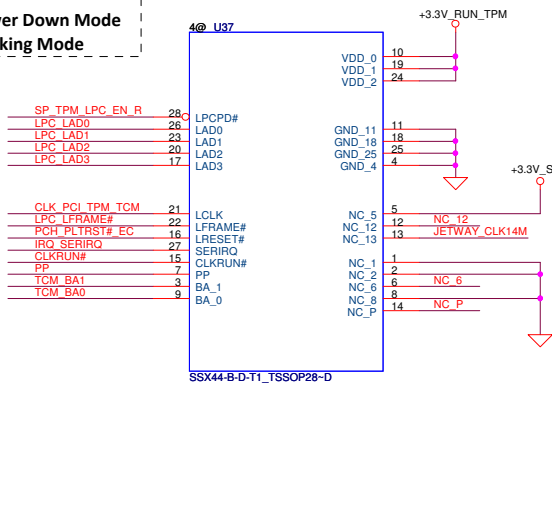 er Down Mode
king Mode
4@ U37
+3.3V_RUN_TPM
VDD_0 10
VDD_1 19
VDD_2 24
SP_TPM_LPC_EN_R 28 LPCPD#
LPC_LAD0 26 LAD0
LPC_LAD1 23 LAD1
LPC_LAD2 20 LAD2
LPC_LAD3 17 LAD3
GND_11 11
GND_18 18
GND_25 25
GND_4 4
+3.3V_S
CLK_PCI_TPM_TCM 21 LCLK
LPC_LFRAME# 22 LFRAME#
PCH_PLTRST#_EC 16 LRESET#
IRQ_SERIRQ 27 SERIRQ
CLKRUN# 15 CLKRUN#
PP 7 PP
TCM_BA1 3 BA_1
TCM_BA0 9 BA_0
NC_5 5
NC_12 12 NC_12
NC_13 13 JETWAY_CLK14M
NC_1 1
NC_2 2
NC_6 6 NC_6
NC_8 8
NC_P 14 NC_P
SSX44-B-D-T1_TSSOP28~D